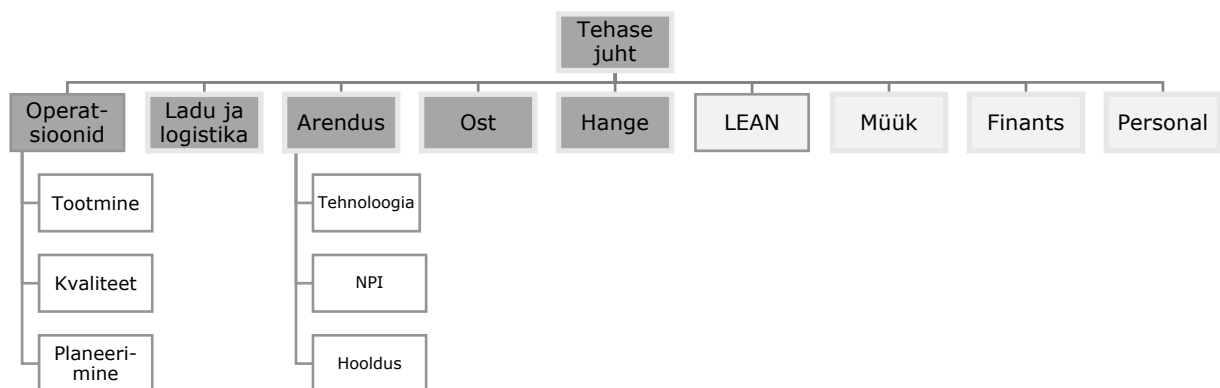 Tehase
juht
Operat-
sioonid
Ladu ja
logistika
Arendus
Ost
Hange
LEAN
Müük
Finants
Personal
Tootmine
Tehnoloogia
Kvaliteet
NPI
Planeeri-
mine
Hooldus